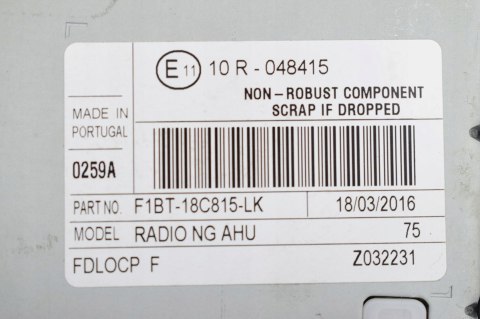 E11 10 R - 048415
NON - ROBUST COMPONENT
SCRAP IF DROPPED
MADE IN
PORTUGAL
0259A
PART NO. F1BT-18C815-LK 18/03/2016
MODEL RADIO NG AHU 75
FDLOCP F Z032231